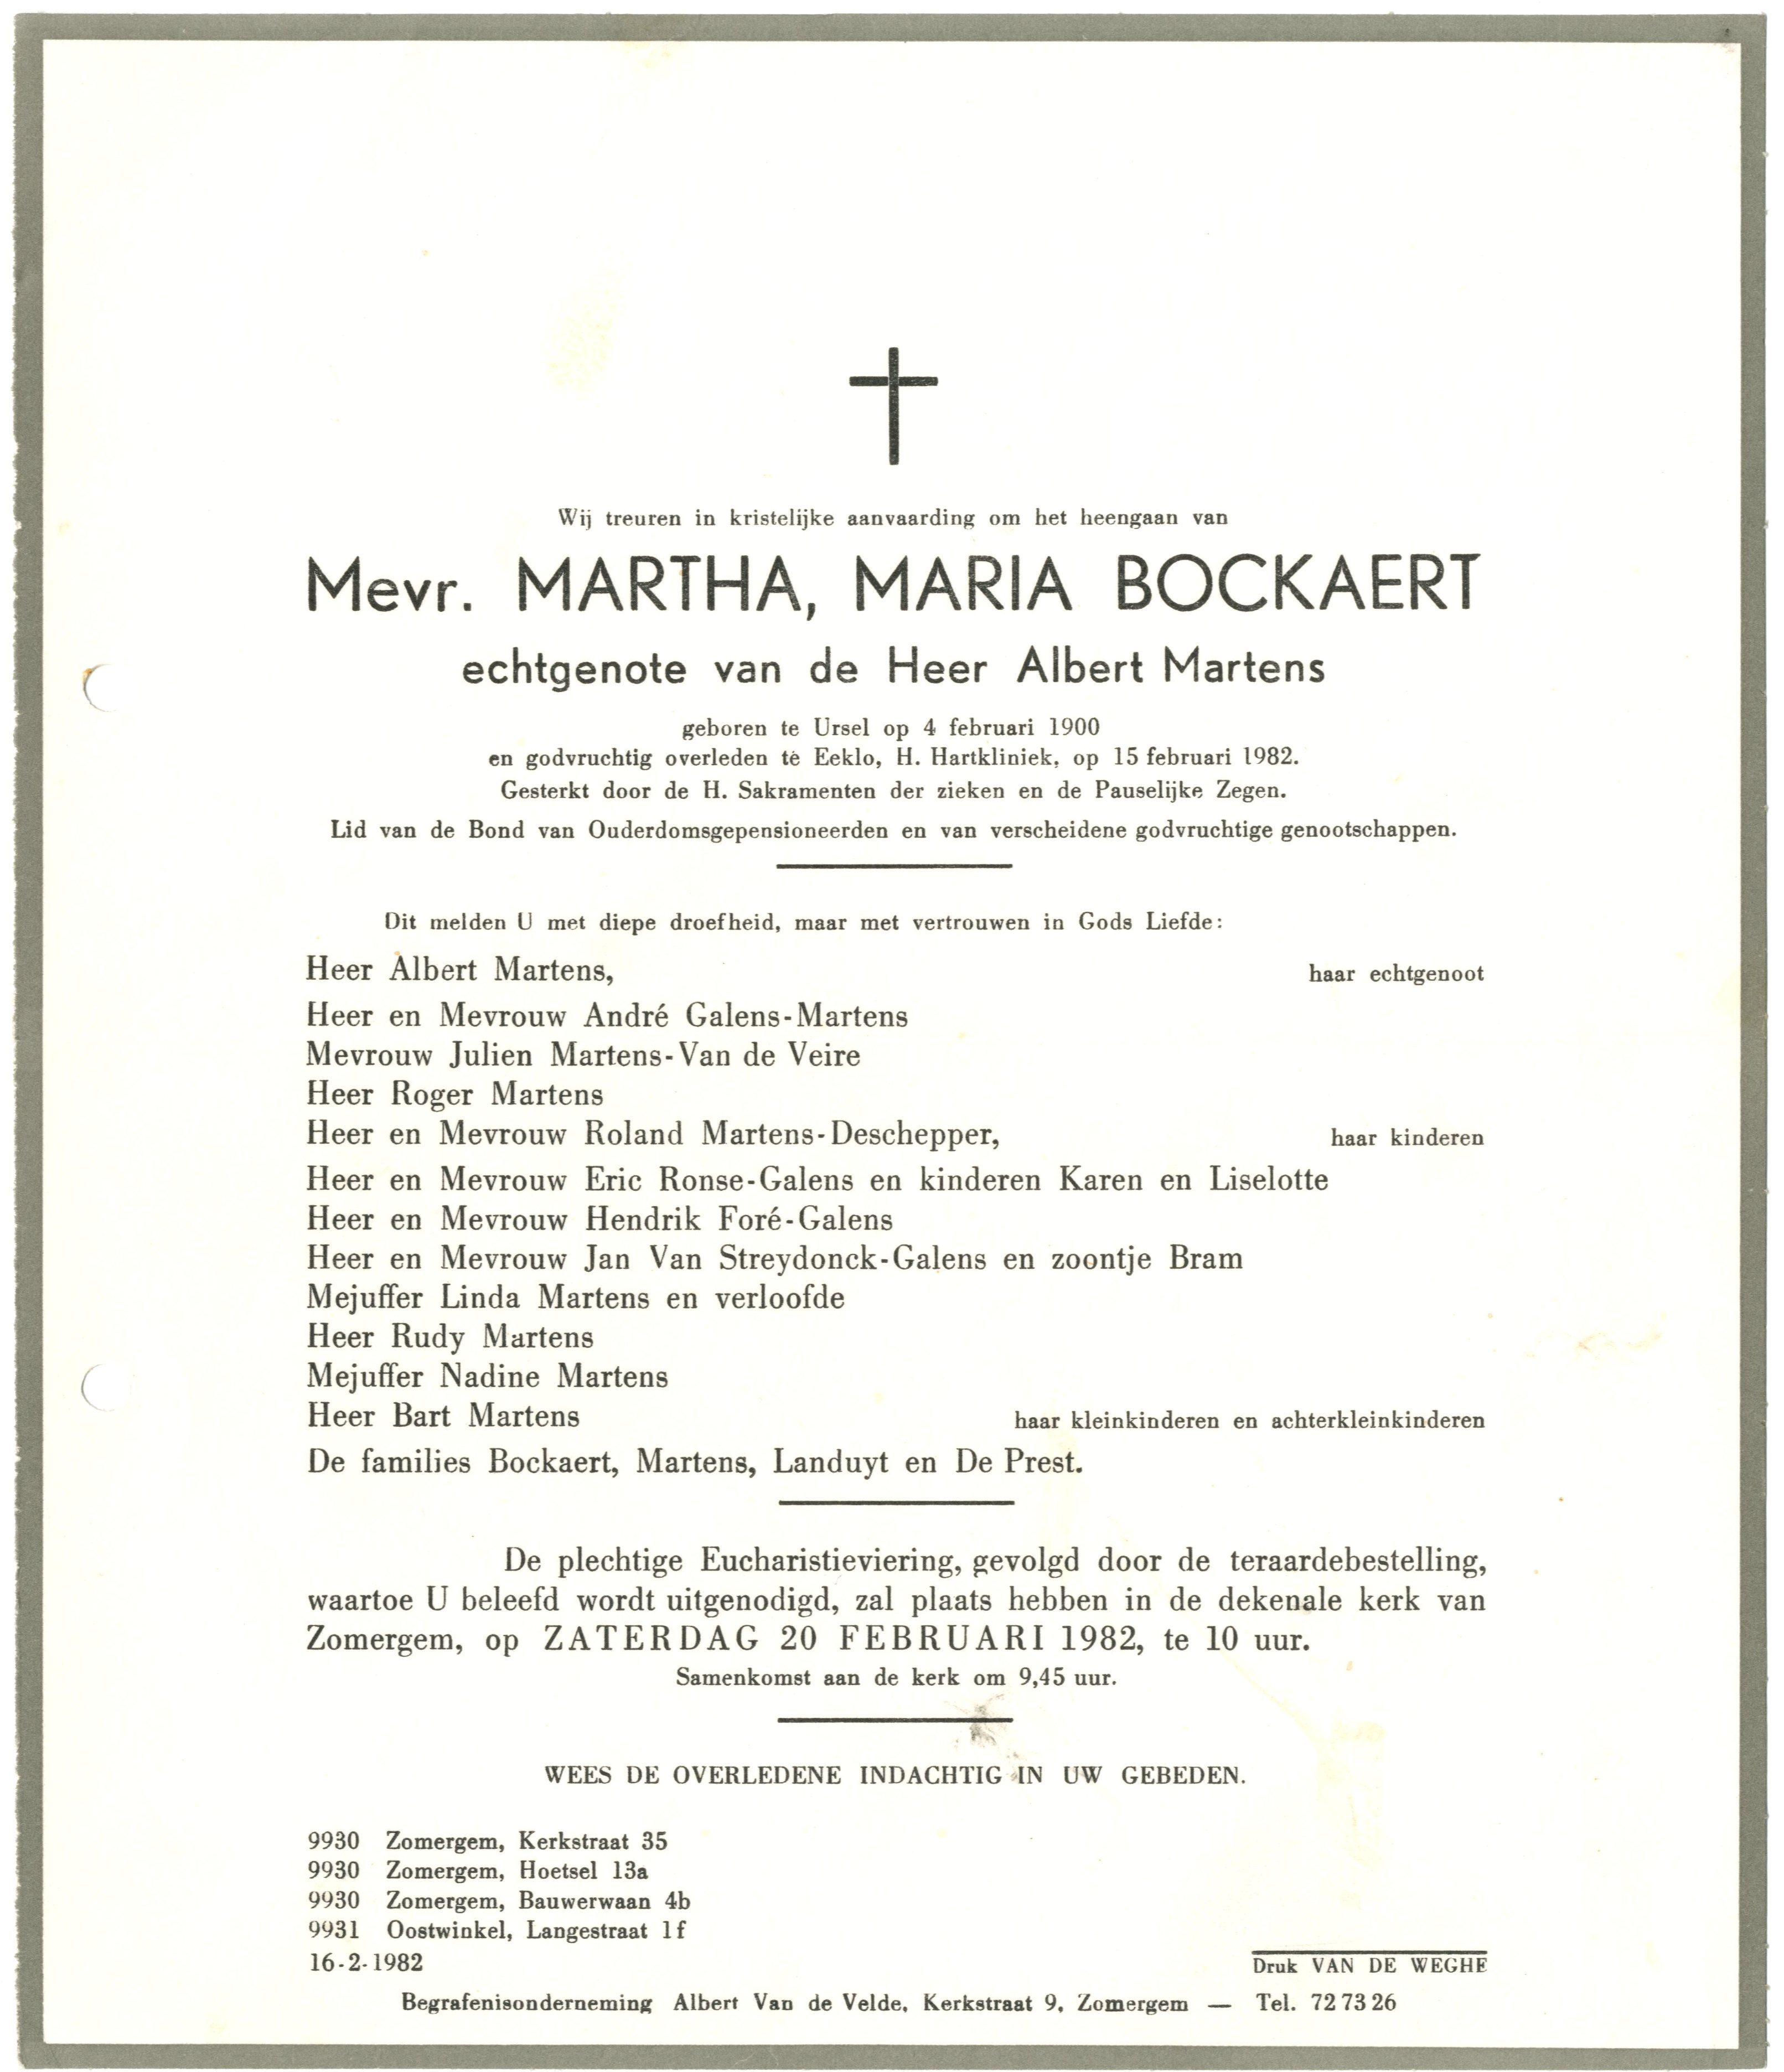 Wij treuren in kristelijke aanvaarding om het heengaan van
Mevr. MARTHA, MARIA BOCKAERT
echtgenote van de Heer Albert Martens
geboren te Ursel op 4 februari 1900
en godvruchtig overleden te Eeklo, H. Hartkliniek, op 15 februari 1982.
Gesterkt door de H. Sakramenten der zieken en de Pauselijke Zegen.
Lid van de Bond van Ouderdomsgepensioneerden en van verscheidene godvruchtige genootschappen.
Dit melden U met diepe droefheid, maar met vertrouwen in Gods Liefde:
Heer Albert Martens, haar echtgenoot
Heer en Mevrouw André Galens-Martens
Mevrouw Julien Martens-Van de Veire
Heer Roger Martens
Heer en Mevrouw Roland Martens-Deschepper, haar kinderen
Heer en Mevrouw Eric Ronse-Galens en kinderen Karen en Liselotte
Heer en Mevrouw Hendrik Foré-Galens
Heer en Mevrouw Jan Van Streydonck-Galens en zoontje Bram
Mejuffer Linda Martens en verloofde
Heer Rudy Martens
Mejuffer Nadine Martens
Heer Bart Martens haar kleinkinderen en achterkleinkinderen
De families Bockaert, Martens, Landuyt en De Prest.
De plechtige Eucharistieviering, gevolgd door de teraardebestelling,
waartoe U beleefd wordt uitgenodigd, zal plaats hebben in de dekenale kerk van
Zomergem, op ZATERDAG 20 FEBRUARI 1982, te 10 uur.
Samenkomst aan de kerk om 9,45 uur.
WEES DE OVERLEDENE INDACHTIG IN UW GEBEDEN.
9930 Zomergem, Kerkstraat 35
9930 Zomergem, Hoetsel 13a
9930 Zomergem, Bauwerwaan 4b
9931 Oostwinkel, Langestraat 1f
16-2-1982
Druk VAN DE WEGHE
Begrafenisonderneming Albert Van de Velde, Kerkstraat 9, Zomergem — Tel. 72 73 26